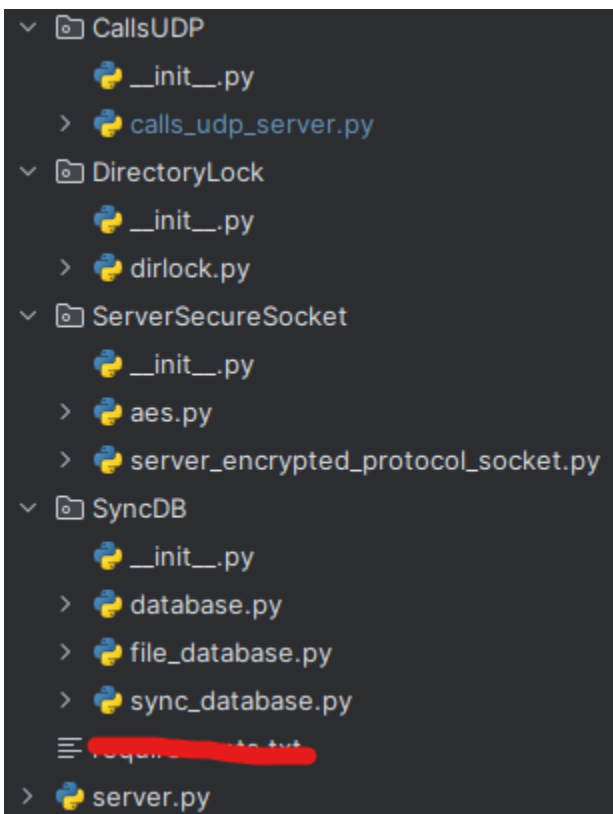 CallsUDP
__init__.py
calls_udp_server.py
DirectoryLock
__init__.py
dirlock.py
ServerSecureSocket
__init__.py
aes.py
server_encrypted_protocol_socket.py
SyncDB
__init__.py
database.py
file_database.py
sync_database.py
server.py